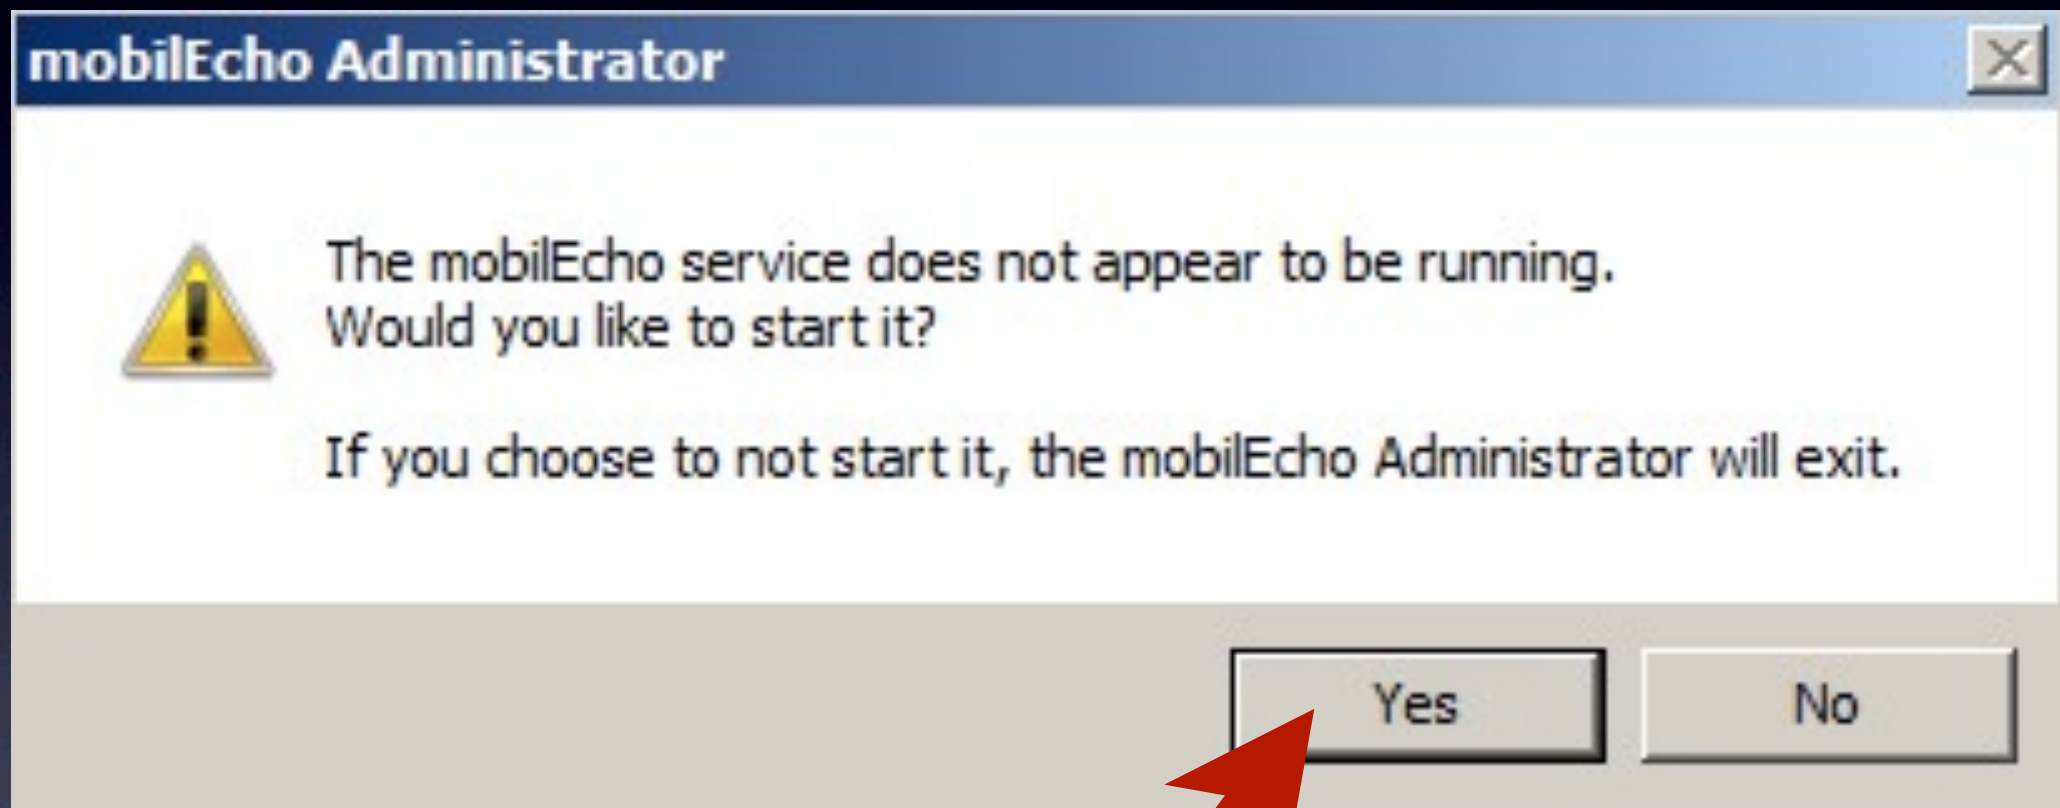 mobilEcho Administrator
The mobilEcho service does not appear to be running.
Would you like to start it?
If you choose to not start it, the mobilEcho Administrator will exit.
Yes
No